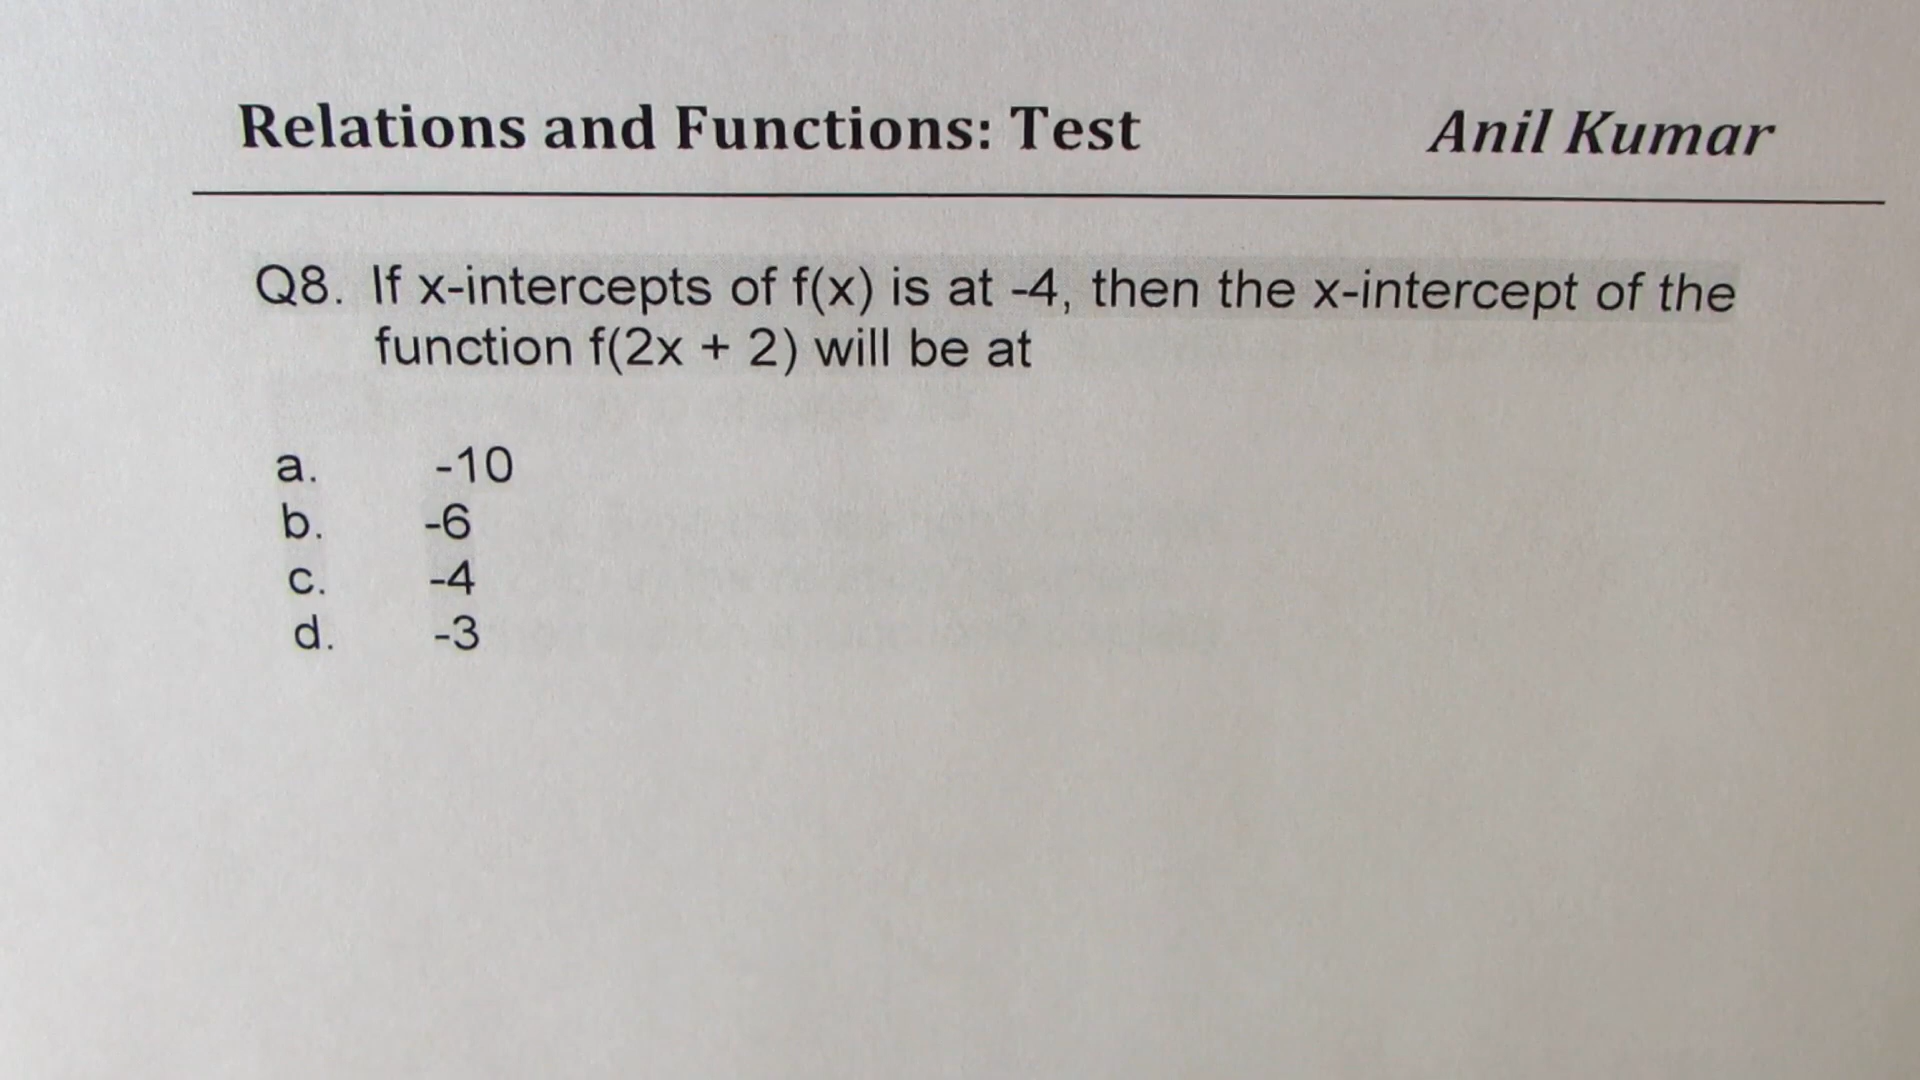 Relations and Functions: Test Anil Kumar
Q8. If x-intercepts of f(x) is at -4, then the x-intercept of the
function f(2x + 2) will be at
a. -10
b. -6
c. -4
d. -3